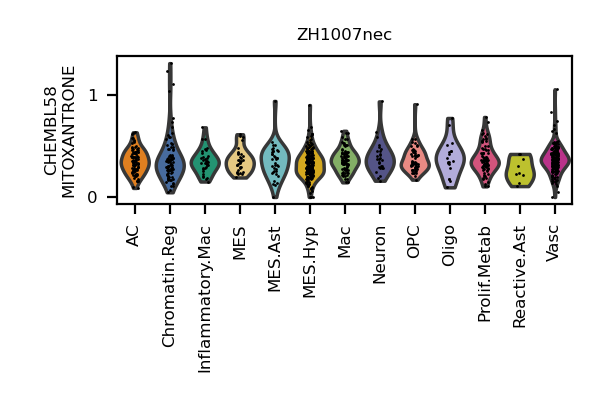 ZH1007nec
CHEMBL58
MITOXANTRONE
1
0
AC
Chromatin.Reg
Inflammatory.Mac
MES
MES.Ast
MES.Hyp
Mac
Neuron
OPC
Oligo
Prolif.Metab
Reactive.Ast
Vasc